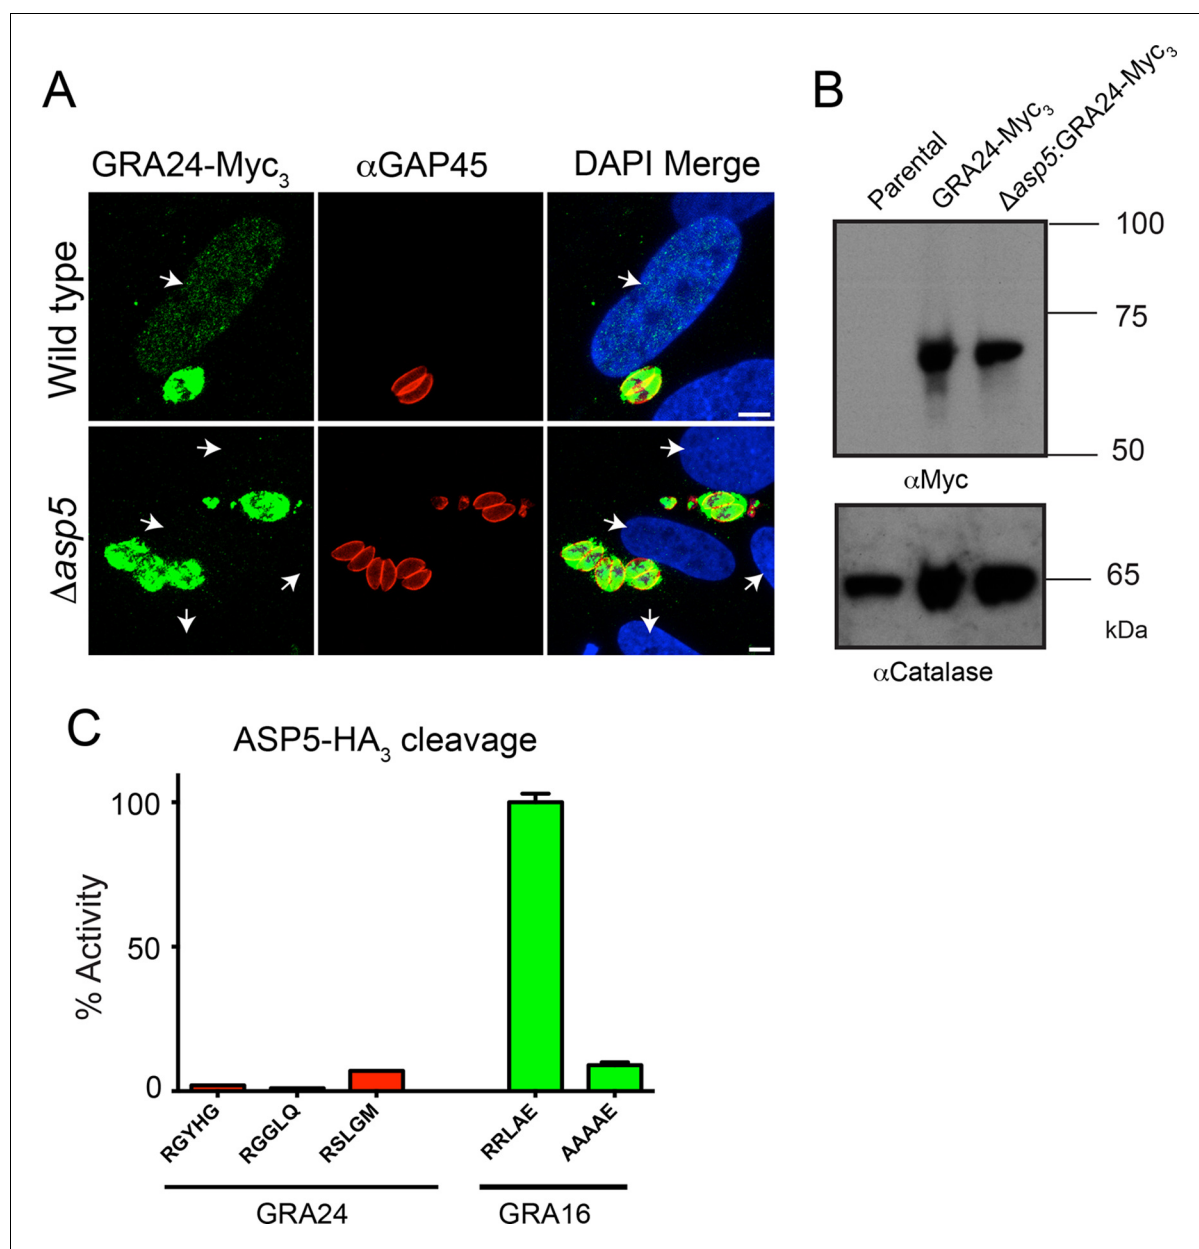 A
GRA24-Myc3 αGAP45 DAPI Merge
Wild type
Δasp5
B
Parental
GRA24-Myc3
Δasp5:GRA24-Myc3
100
75
50
αMyc
65
kDa
αCatalase
C
ASP5-HA3 cleavage
% Activity
100
50
0
RGYHG RGGLQ RSLGM RRLAE AAAAE
GRA24 GRA16